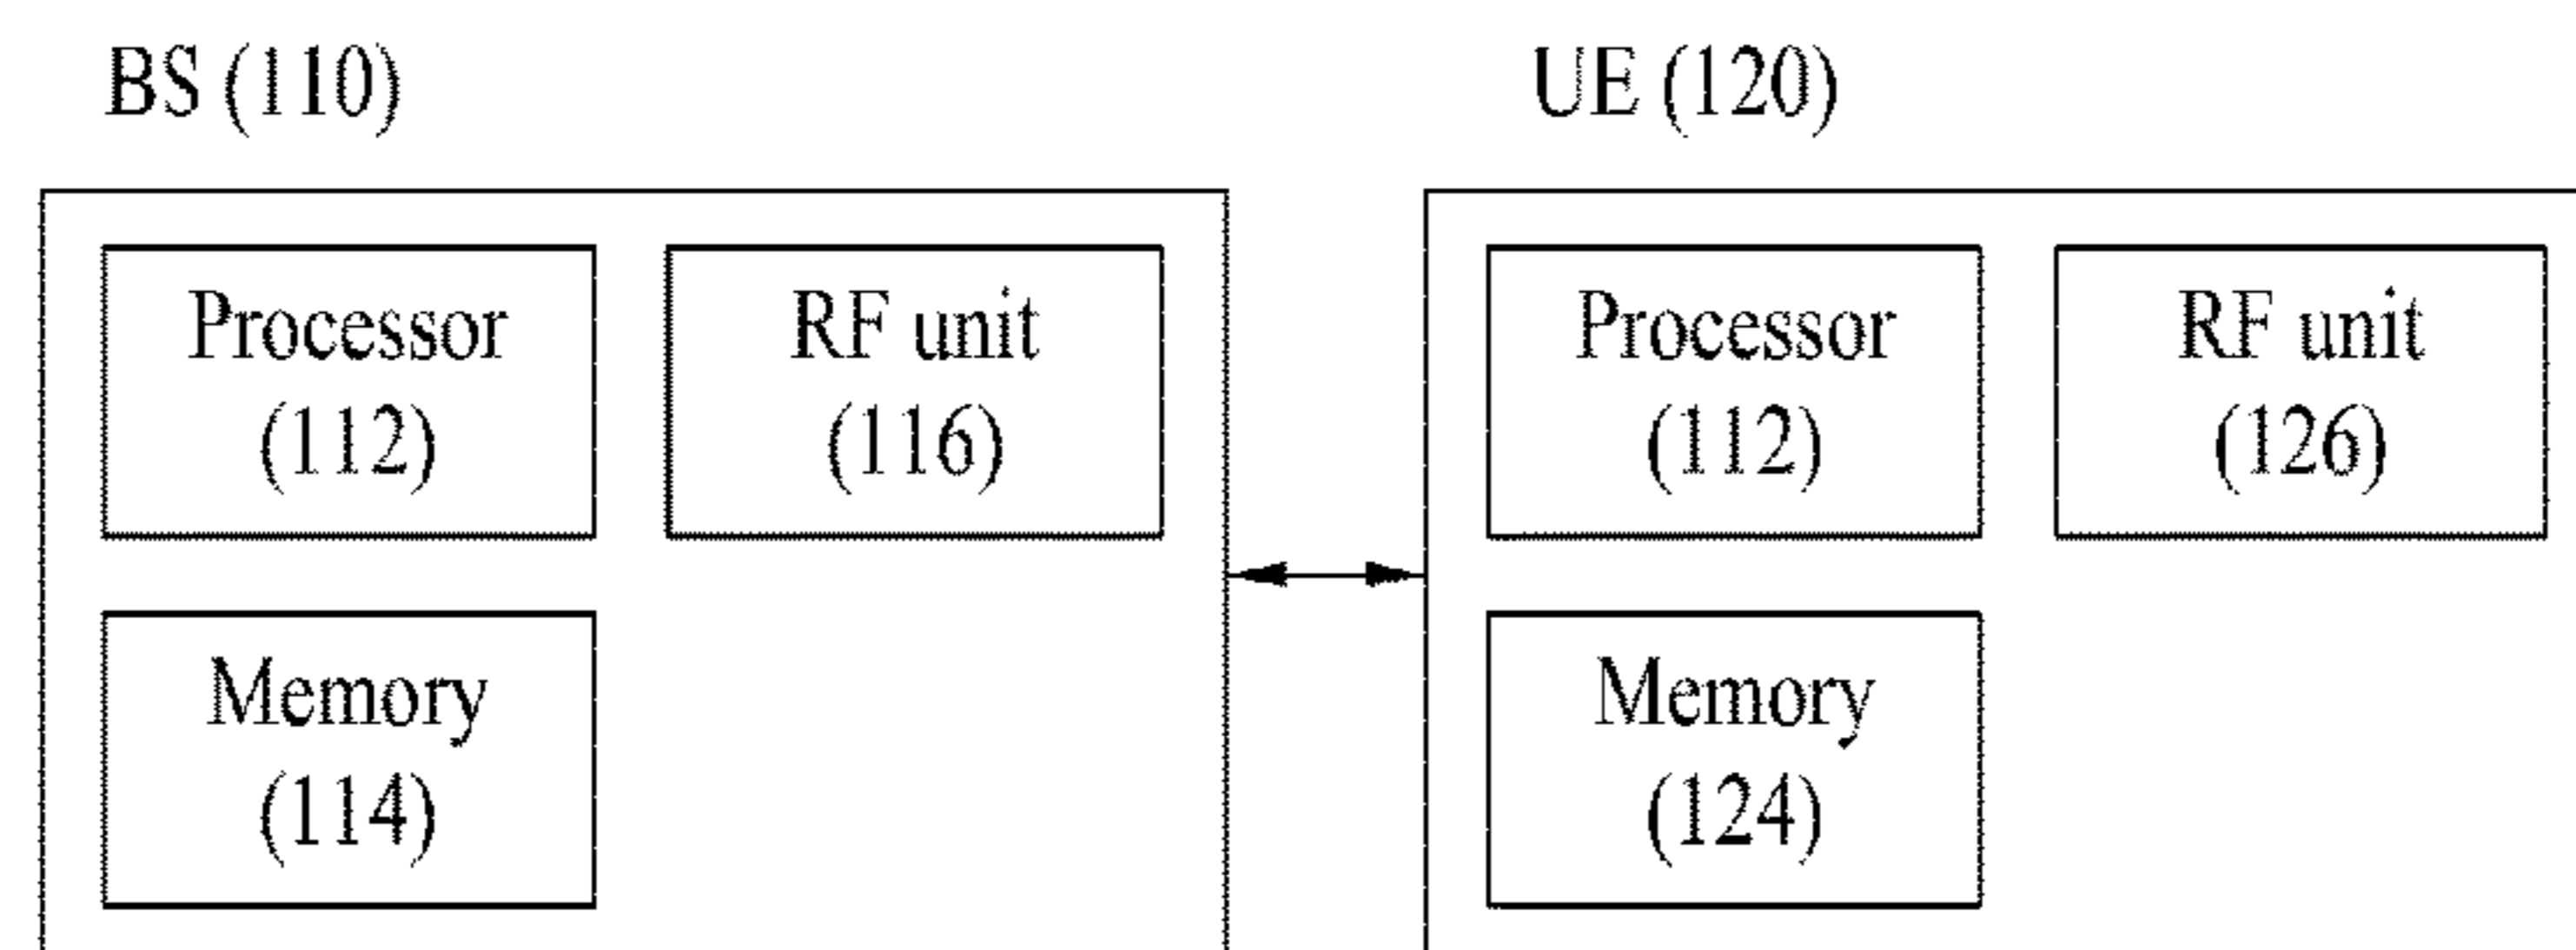 BS (110)
UE (120)
Processor
(112)
RF unit
(116)
Processor
(112)
RF unit
(126)
Memory
(114)
Memory
(124)